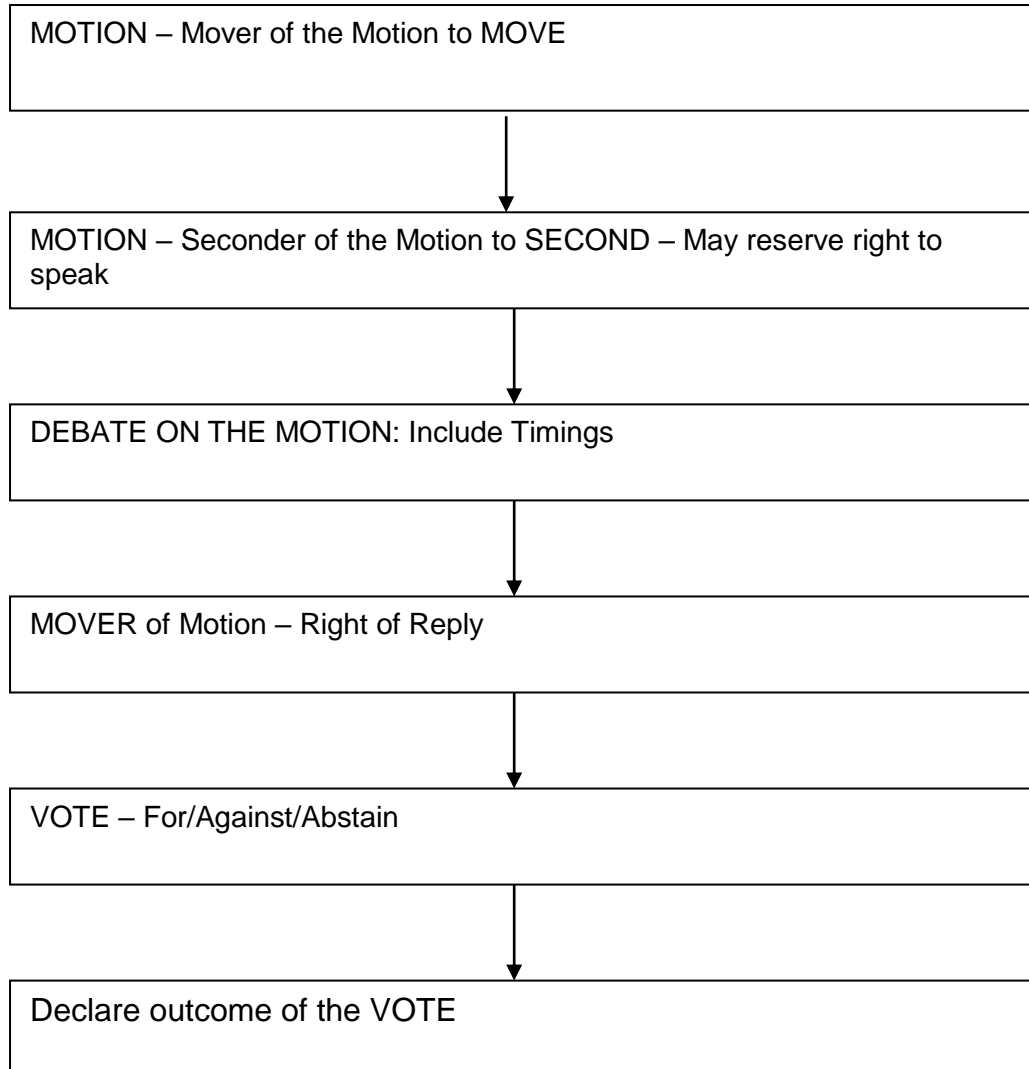 MOTION – Mover of the Motion to MOVE
MOTION – Seconder of the Motion to SECOND – May reserve right to
speak
DEBATE ON THE MOTION: Include Timings
MOVER of Motion – Right of Reply
VOTE – For/Against/Abstain
Declare outcome of the VOTE